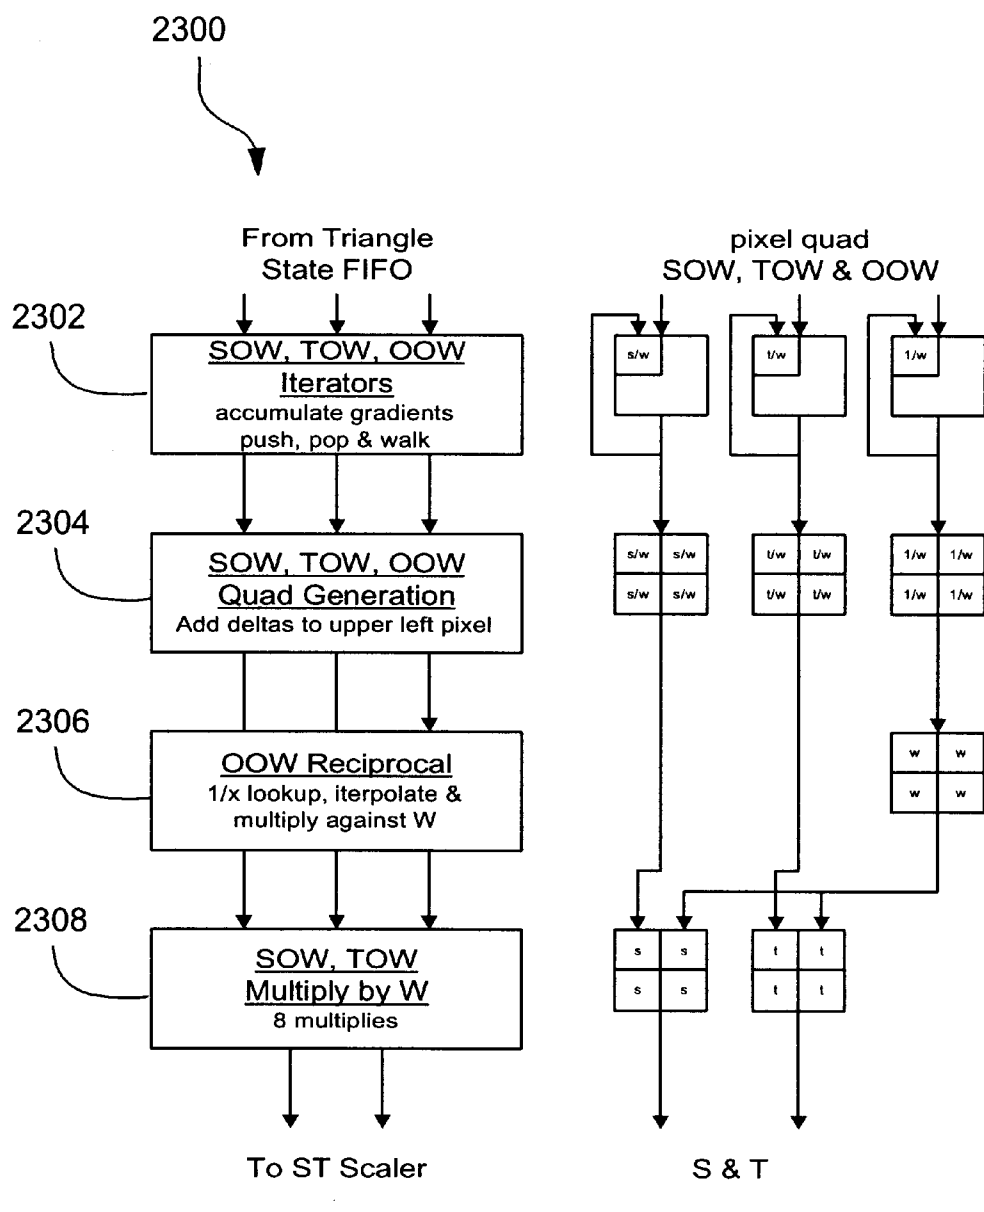 2300
From Triangle
State FIFO
pixel quad
SOW, TOW & OOW
2302
SOW, TOW, OOW
Iterators
accumulate gradients
push, pop & walk
s/w
t/w
1/w
2304
SOW, TOW, OOW
Quad Generation
Add deltas to upper left pixel
s/w s/w
s/w s/w
t/w t/w
t/w t/w
1/w 1/w
1/w 1/w
2306
OOW Reciprocal
1/x lookup, iterpolate &
multiply against W
w w
w w
2308
SOW, TOW
Multiply by W
8 multiplies
s s
s s
t t
t t
To ST Scaler
S & T